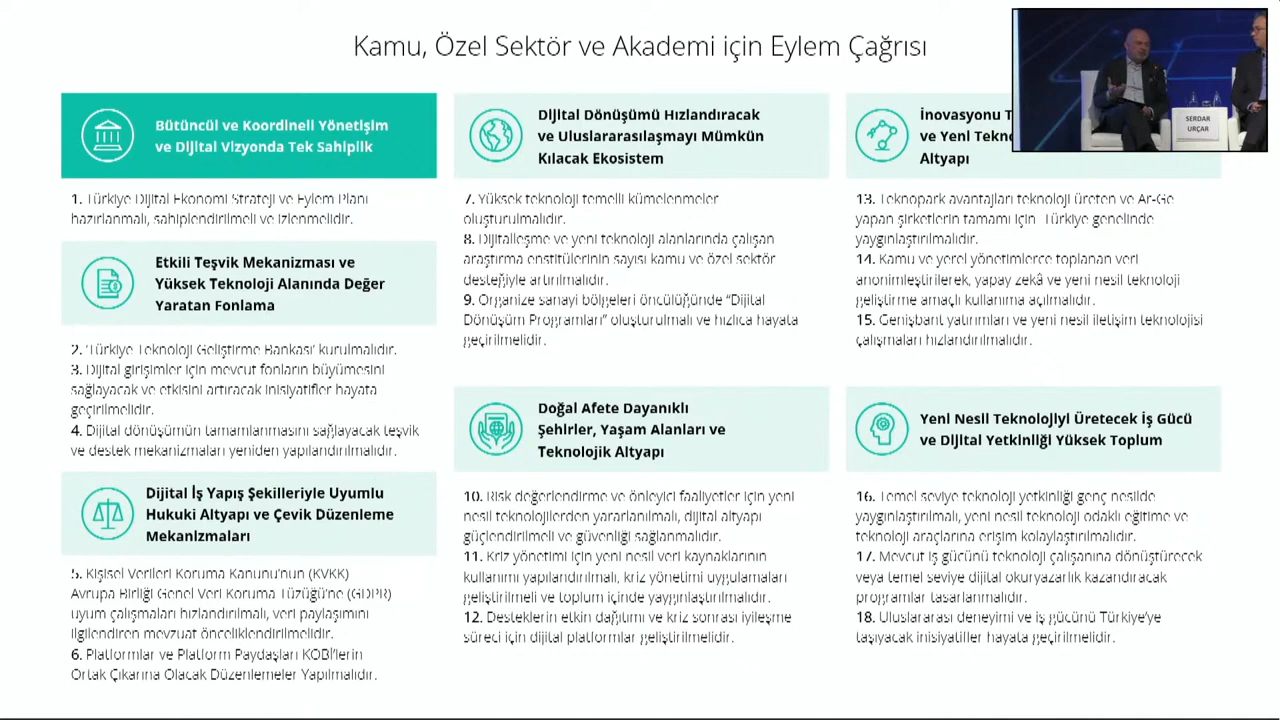 Kamu, Özel Sektör ve Akademi için Eylem Çağrısı
Bütüncül ve Koordineli Yönetişim
ve Dijital Vizyonda Tek Sahiplik
1. Türkiye Dijital Ekonomi Strateji ve Eylem Planı
hazırlanmalı, sahiplendirilmeli ve izlenmelidir.
Etkili Teşvik Mekanizması ve
Yüksek Teknoloji Alanında Değer
Yaratan Fonlama
2. 'Türkiye Teknoloji Geliştirme Bankası' kurulmalıdır.
3. Dijital girişimler için mevcut fonların büyümesini
sağlayacak ve etkisini artıracak inisiyatifler hayata
geçirilmelidir.
4. Dijital dönüşümün tamamlanmasını sağlayacak teşvik
ve destek mekanizmaları yeniden yapılandırılmalıdır.
Dijital İş Yapış Şekilleriyle Uyumlu
Hukuki Altyapı ve Çevik Düzenleme
Mekanizmaları
5. Kişisel Verileri Koruma Kanunu'nun (KVKK)
Avrupa Birliği Genel Veri Koruma Tüzüğü'ne (GDPR)
uyum çalışmaları hızlandırılmalı, veri paylaşımını
ilgilendiren mevzuat önceliklendirilmelidir.
6. Platformlar ve Platform Paydaşları KOBİ'lerin
Ortak Çıkarına Olacak Düzenlemeler Yapılmalıdır.
Dijital Dönüşümü Hızlandıracak
ve Uluslararasılaşmayı Mümkün
Kılacak Ekosistem
7. Yüksek teknoloji temelli kümelenmeler
oluşturulmalıdır.
8. Dijitalleşme ve yeni teknoloji alanlarında çalışan
araştırma enstitülerinin sayısı kamu ve özel sektör
desteğiyle artırılmalıdır.
9. Organize sanayi bölgeleri öncülüğünde "Dijital
Dönüşüm Programları" oluşturulmalı ve hızlıca hayata
geçirilmelidir.
Doğal Afete Dayanıklı
Şehirler, Yaşam Alanları ve
Teknolojik Altyapı
10. Risk değerlendirme ve önleyici faaliyetler için yeni
nesil teknolojilerden yararlanılmalı, dijital altyapı
güçlendirilmeli ve güvenliği sağlanmalıdır.
11. Kriz yönetimi için yeni nesil veri kaynaklarının
kullanımı yapılandırılmalı, kriz yönetimi uygulamaları
geliştirilmeli ve toplum içinde yaygınlaştırılmalıdır.
12. Desteklerin etkin dağıtımı ve kriz sonrası iyileşme
süreci için dijital platformlar geliştirilmelidir.
İnovasyonu
ve Yeni
Altyapı
13. Teknopark avantajları teknoloji üreten ve Ar-Ge
yapan şirketlerin tamamı için Türkiye genelinde
yaygınlaştırılmalıdır.
14. Kamu ve yerel yönetimlerce toplanan veri
anonimleştirilerek, yapay zekâ ve yeni nesil teknoloji
geliştirme amaçlı kullanıma açılmalıdır.
15. Genişbant yatırımları ve yeni nesil iletişim teknolojisi
çalışmaları hızlandırılmalıdır.
Yeni Nesil Teknolojiyi Üretecek İş Gücü
ve Dijital Yetkinliği Yüksek Toplum
16. Temel seviye teknoloji yetkinliği genç nesilde
yaygınlaştırılmalı, yeni nesil teknoloji odaklı eğitime ve
teknoloji araçlarına erişim kolaylaştırılmalıdır.
17. Mevcut iş gücünü teknoloji çalışanına dönüştürecek
veya temel seviye dijital okuryazarlık kazandıracak
programlar tasarlanmalıdır.
18. Uluslararası deneyimi ve iş gücünü Türkiye'ye
taşıyacak inisiyatifler hayata geçirilmelidir.
SERDAR
URÇAR